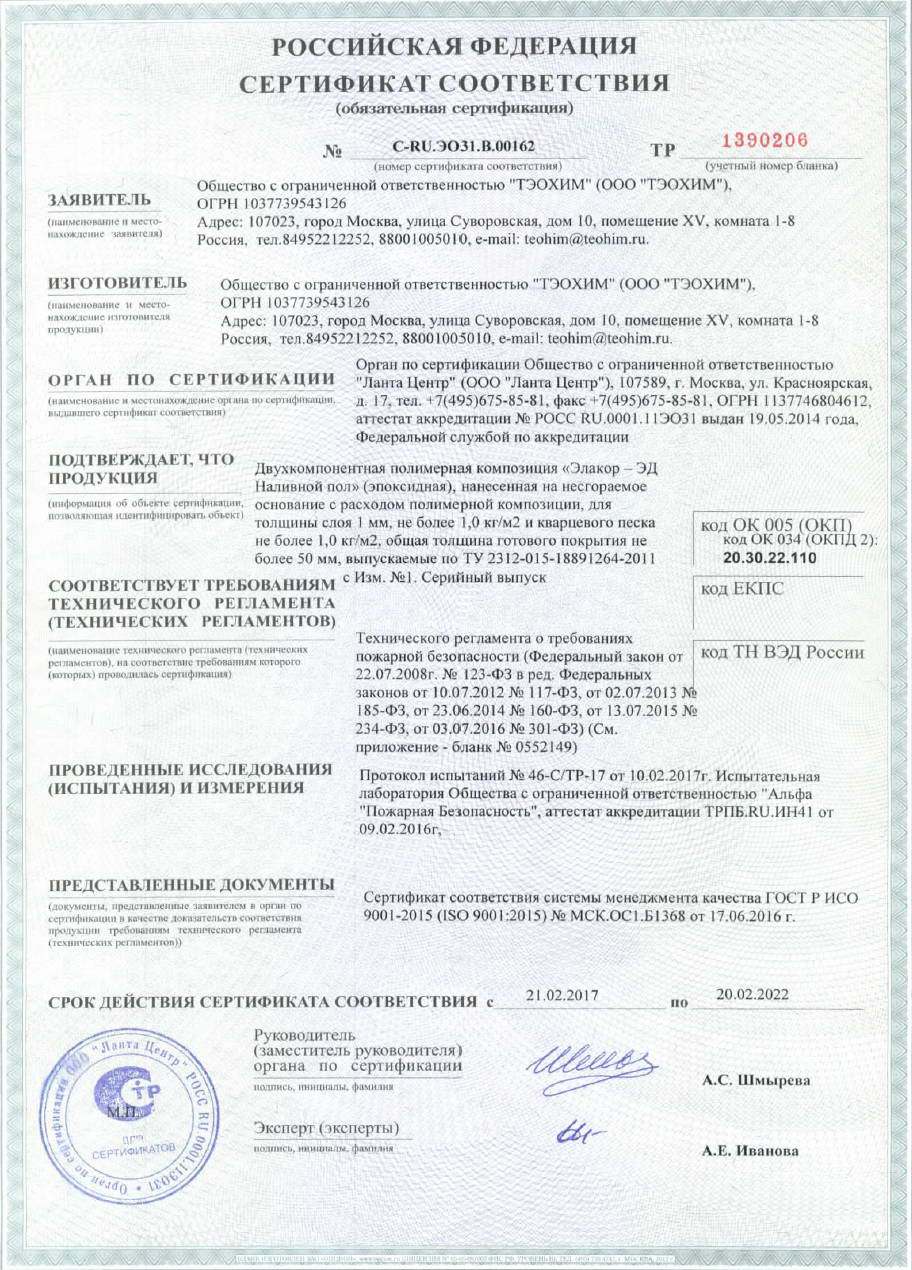 РОССИЙСКАЯ ФЕДЕРАЦИЯ
СЕРТИФИКАТ СООТВЕТСТВИЯ
(обязательная сертификация)
№ C-RU.ЭО31.В.00162
(номер сертификата соответствия)
ТР 1390206
(учетный номер бланка)
ЗАЯВИТЕЛЬ
(наименование и место-
нахождение заявителя)
Общество с ограниченной ответственностью "ТЭОХИМ" (ООО "ТЭОХИМ"),
ОГРН 1037739543126
Адрес: 107023, город Москва, улица Суворовская, дом 10, помещение XV, комната 1-8
Россия, тел.84952212252, 88001005010, e-mail: teohim@teohim.ru.
ИЗГОТОВИТЕЛЬ
(наименование и место-
нахождение изготовителя
продукции)
Общество с ограниченной ответственностью "ТЭОХИМ" (ООО "ТЭОХИМ"),
ОГРН 1037739543126
Адрес: 107023, город Москва, улица Суворовская, дом 10, помещение XV, комната 1-8
Россия, тел.84952212252, 88001005010, e-mail: teohim@teohim.ru.
ОРГАН ПО СЕРТИФИКАЦИИ
(наименование и местонахождение органа по сертификации,
выдавшего сертификат соответствия)
Орган по сертификации Общество с ограниченной ответственностью
"Ланта Центр" (ООО "Ланта Центр"), 107589, г. Москва, ул. Красноярская,
д. 17, тел. +7(495)675-85-81, факс +7(495)675-85-81, ОГРН 1137746804612,
аттестат аккредитации № РОСС RU.0001.11ЭО31 выдан 19.05.2014 года,
Федеральной службой по аккредитации
ПОДТВЕРЖДАЕТ, ЧТО
ПРОДУКЦИЯ
(информация об объекте сертификации,
позволяющая идентифицировать объект)
Двухкомпонентная полимерная композиция «Элакор – ЭД
Наливной пол» (эпоксидная), нанесенная на несгораемое
основание с расходом полимерной композиции, для
толщины слоя 1 мм, не более 1,0 кг/м2 и кварцевого песка
не более 1,0 кг/м2, общая толщина готового покрытия не
более 50 мм, выпускаемые по ТУ 2312-015-18891264-2011
с Изм. №1. Серийный выпуск
код ОК 005 (ОКП)
код ОК 034 (ОКПД 2):
20.30.22.110
код ЕКПС
код ТН ВЭД России
СООТВЕТСТВУЕТ ТРЕБОВАНИЯМ
ТЕХНИЧЕСКОГО РЕГЛАМЕНТА
(ТЕХНИЧЕСКИХ РЕГЛАМЕНТОВ)
(наименование технического регламента (технических
регламентов), на соответствие требованиям которого
(которых) проводилась сертификация)
Технического регламента о требованиях
пожарной безопасности (Федеральный закон от
22.07.2008г. № 123-ФЗ в ред. Федеральных
законов от 10.07.2012 № 117-ФЗ, от 02.07.2013 №
185-ФЗ, от 23.06.2014 № 160-ФЗ, от 13.07.2015 №
234-ФЗ, от 03.07.2016 № 301-ФЗ) (См.
приложение - бланк № 0552149)
ПРОВЕДЕННЫЕ ИССЛЕДОВАНИЯ
(ИСПЫТАНИЯ) И ИЗМЕРЕНИЯ
Протокол испытаний № 46-С/ТР-17 от 10.02.2017г. Испытательная
лаборатория Общества с ограниченной ответственностью "Альфа
"Пожарная Безопасность", аттестат аккредитации ТРПБ.RU.ИН41 от
09.02.2016г,
ПРЕДСТАВЛЕННЫЕ ДОКУМЕНТЫ
(документы, представленные заявителем в орган по
сертификации в качестве доказательств соответствия
продукции требованиям технического регламента
(технических регламентов))
Сертификат соответствия системы менеджмента качества ГОСТ Р ИСО
9001-2015 (ISO 9001:2015) № МСК.ОС1.Б1368 от 17.06.2016 г.
СРОК ДЕЙСТВИЯ СЕРТИФИКАТА СООТВЕТСТВИЯ с 21.02.2017 по 20.02.2022
Руководитель
(заместитель руководителя)
органа по сертификации
подпись, инициалы, фамилия
А.С. Шмырева
Эксперт (эксперты)
подпись, инициалы, фамилия
А.Е. Иванова
Орган по сертификации ООО "Ланта Центр" РОСС RU.0001.11ЭО31
ТР
М.П.
ДЛЯ
СЕРТИФИКАТОВ